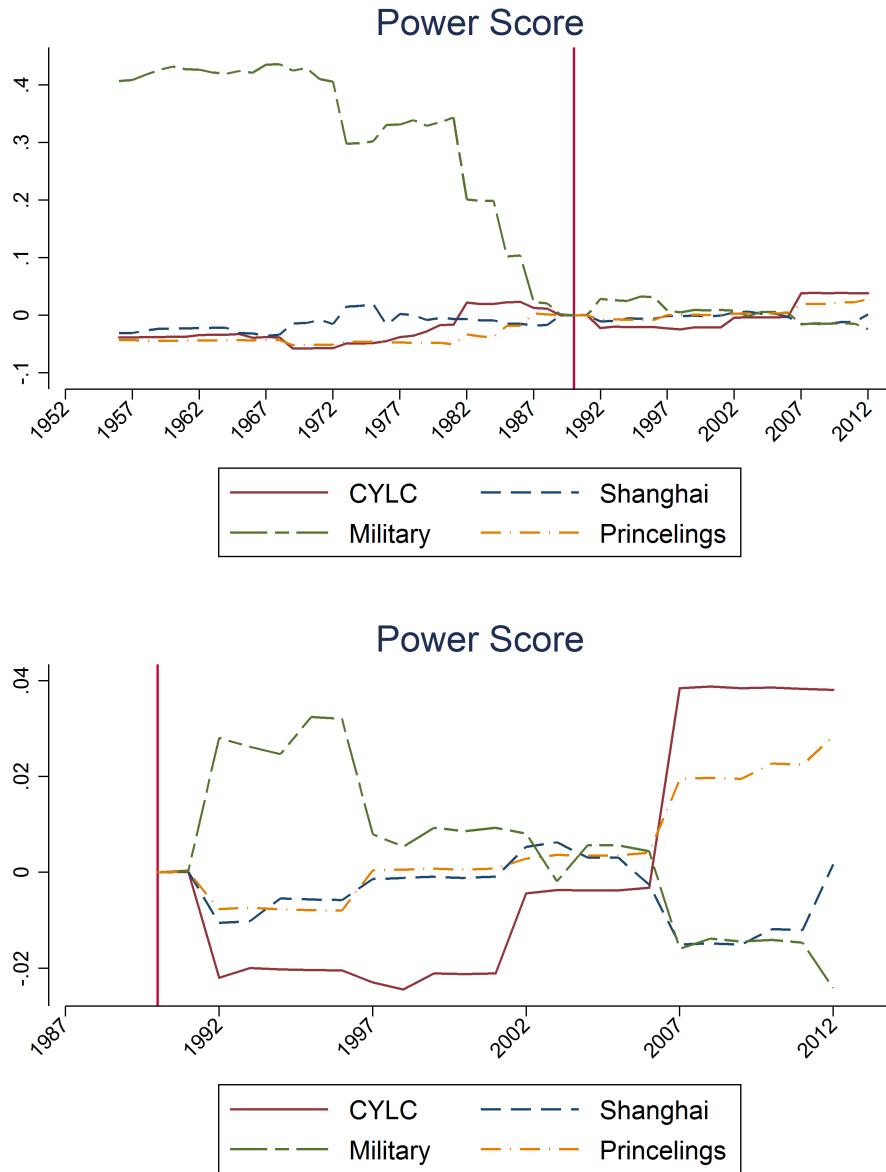 Power Score
.4
.3
.2
.1
0
-.1
1952 1957 1962 1967 1972 1977 1982 1987 1992 1997 2002 2007 2012
CYLC Shanghai
Military Princelings
Power Score
.04
.02
0
-.02
1987 1992 1997 2002 2007 2012
CYLC Shanghai
Military Princelings